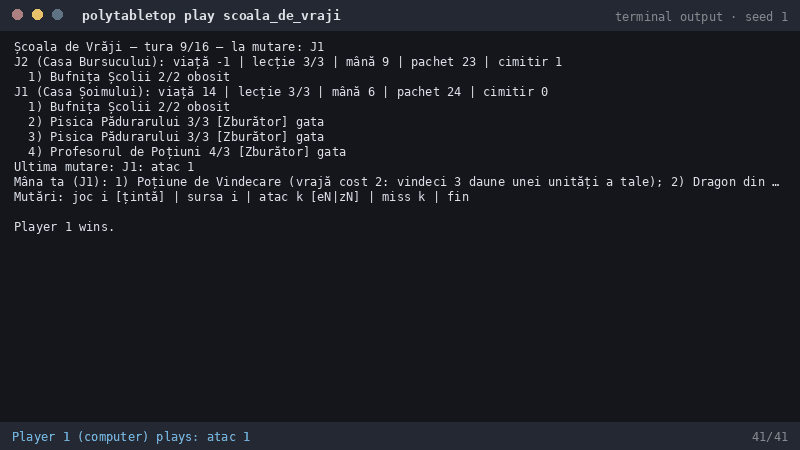 polytabletop play scoala_de_vraji
terminal output · seed 1
Școala de Vrăji — tura 9/16 — la mutare: J1
J2 (Casa Bursucului): viață -1 | lecție 3/3 | mână 9 | pachet 23 | cimitir 1
1) Bufnița Școlii 2/2 obosit
J1 (Casa Șoimului): viață 14 | lecție 3/3 | mână 6 | pachet 24 | cimitir 0
1) Bufnița Școlii 2/2 obosit
2) Pisica Pădurarului 3/3 [Zburător] gata
3) Pisica Pădurarului 3/3 [Zburător] gata
4) Profesorul de Poțiuni 4/3 [Zburător] gata
Ultima mutare: J1: atac 1
Mâna ta (J1): 1) Poțiune de Vindecare (vrajă cost 2: vindeci 3 daune unei unități a tale); 2) Dragon din …
Mutări: joc i [țintă] | sursa i | atac k [eN|zN] | miss k | fin
Player 1 wins.
Player 1 (computer) plays: atac 1
41/41